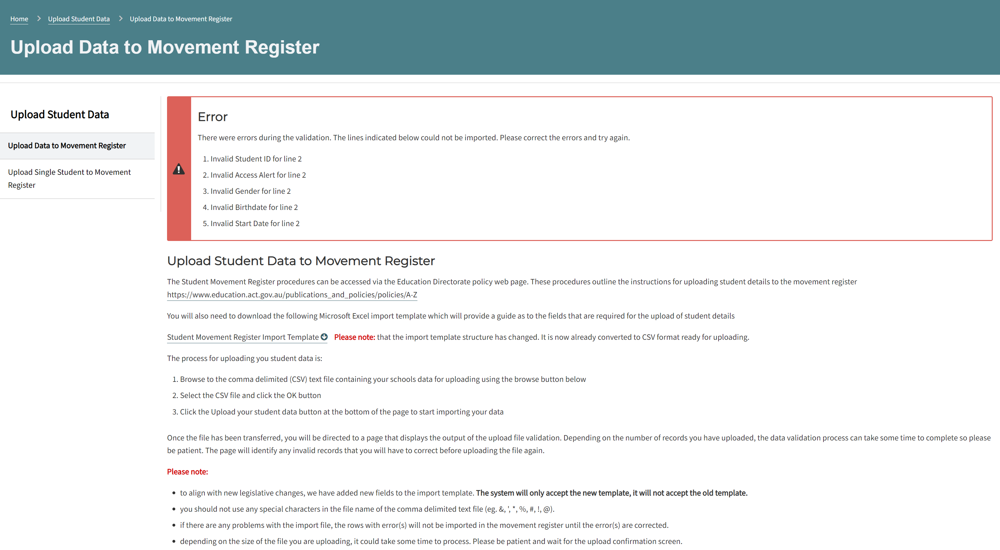 Home > Upload Student Data > Upload Data to Movement Register
Upload Data to Movement Register
Upload Student Data
Upload Data to Movement Register
Upload Single Student to Movement
Register
Error
There were errors during the validation. The lines indicated below could not be imported. Please correct the errors and try again.
1. Invalid Student ID for line 2
2. Invalid Access Alert for line 2
3. Invalid Gender for line 2
4. Invalid Birthdate for line 2
5. Invalid Start Date for line 2
Upload Student Data to Movement Register
The Student Movement Register procedures can be accessed via the Education Directorate policy web page. These procedures outline the instructions for uploading student details to the movement register
https://www.education.act.gov.au/publications_and_policies/policies/A-Z
You will also need to download the following Microsoft Excel import template which will provide a guide as to the fields that are required for the upload of student details
Student Movement Register Import Template Please note: that the import template structure has changed. It is now already converted to CSV format ready for uploading.
The process for uploading you student data is:
1. Browse to the comma delimited (CSV) text file containing your schools data for uploading using the browse button below
2. Select the CSV file and click the OK button
3. Click the Upload your student data button at the bottom of the page to start importing your data
Once the file has been transferred, you will be directed to a page that displays the output of the upload file validation. Depending on the number of records you have uploaded, the data validation process can take some time to complete so please
be patient. The page will identify any invalid records that you will have to correct before uploading the file again.
Please note:
• to align with new legislative changes, we have added new fields to the import template. The system will only accept the new template, it will not accept the old template.
• you should not use any special characters in the file name of the comma delimited text file (eg. &, ', *, %, #, !, @).
• if there are any problems with the import file, the rows with error(s) will not be imported in the movement register until the error(s) are corrected.
• depending on the size of the file you are uploading, it could take some time to process. Please be patient and wait for the upload confirmation screen.